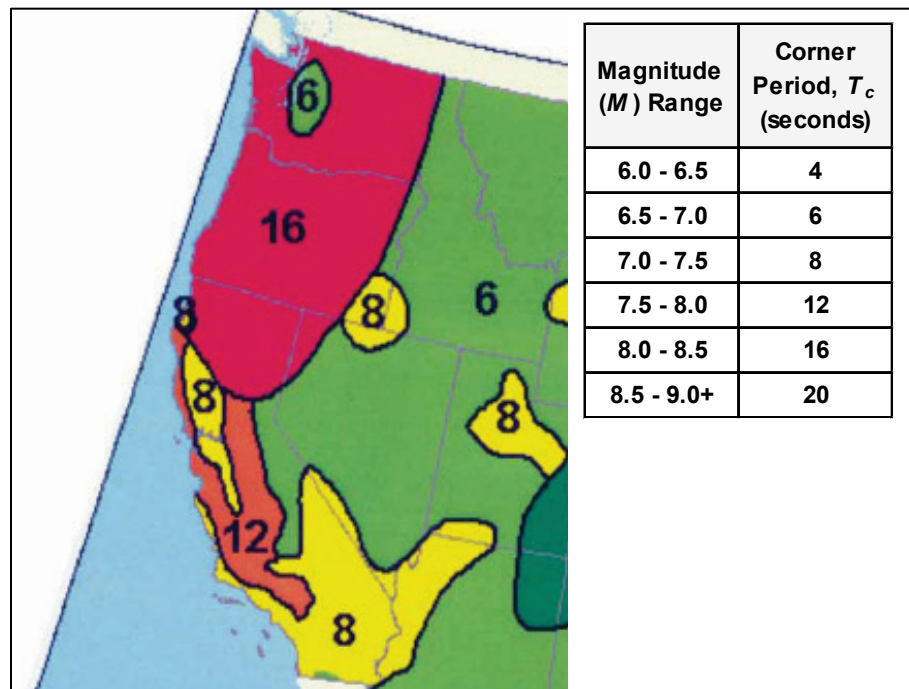 6
16
8
8
6
8
8
12
8
Magnitude Corner
(M) Range Period, Tc
(seconds)
6.0 - 6.5 4
6.5 - 7.0 6
7.0 - 7.5 8
7.5 - 8.0 12
8.0 - 8.5 16
8.5 - 9.0+ 20